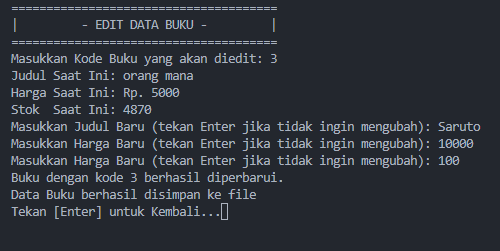 ======================================
|         - EDIT DATA BUKU -         |
======================================
Masukkan Kode Buku yang akan diedit: 3
Judul Saat Ini: orang mana
Harga Saat Ini: Rp. 5000
Stok  Saat Ini: 4870
Masukkan Judul Baru (tekan Enter jika tidak ingin mengubah): Saruto
Masukkan Harga Baru (tekan Enter jika tidak ingin mengubah): 10000
Masukkan Harga Baru (tekan Enter jika tidak ingin mengubah): 100
Buku dengan kode 3 berhasil diperbarui.
Data Buku berhasil disimpan ke file
Tekan [Enter] untuk Kembali...